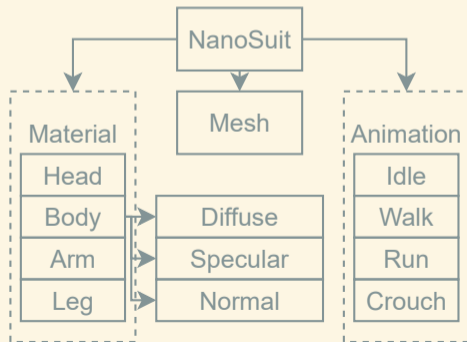 NanoSuit
Mesh
Material
Head
Body
Arm
Leg
Diffuse
Specular
Normal
Animation
Idle
Walk
Run
Crouch